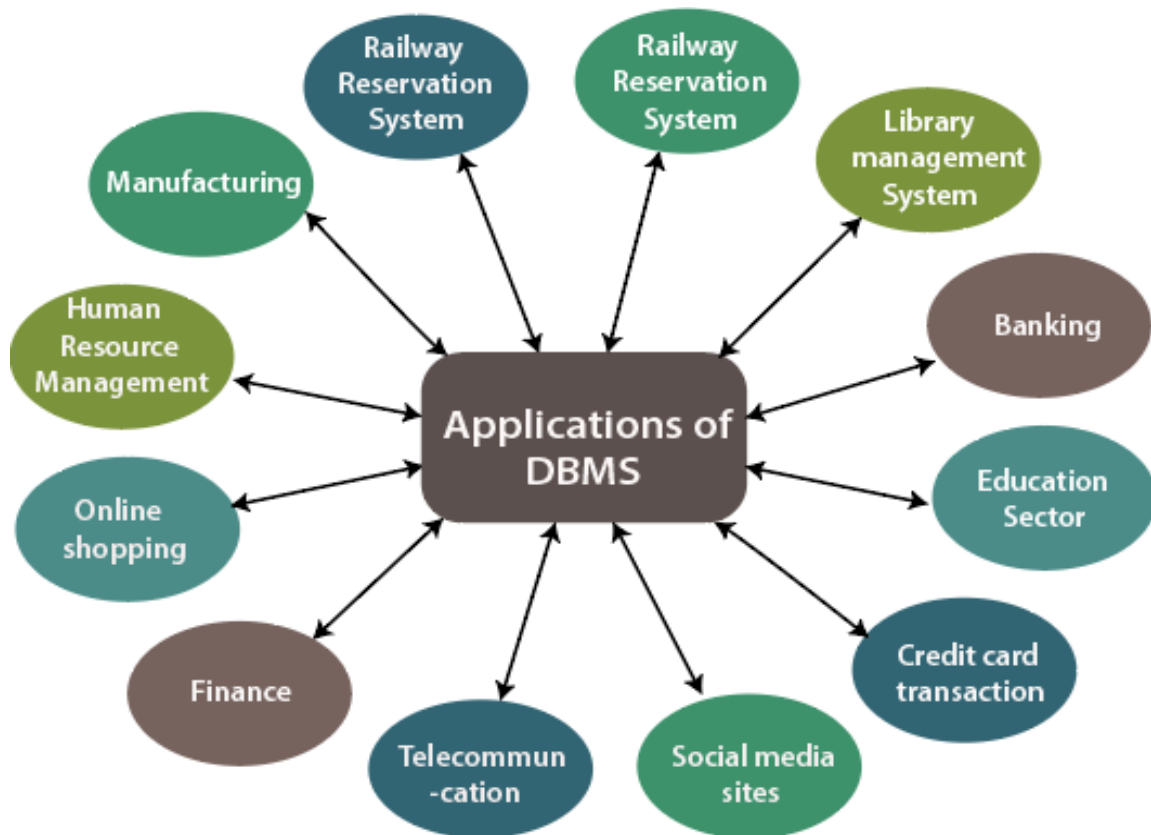 Railway
Reservation
System
Railway
Reservation
System
Library
management
System
Manufacturing
Banking
Human
Resource
Management
Applications of
DBMS
Education
Sector
Online
shopping
Credit card
transaction
Finance
Telecommun
-cation
Social media
sites